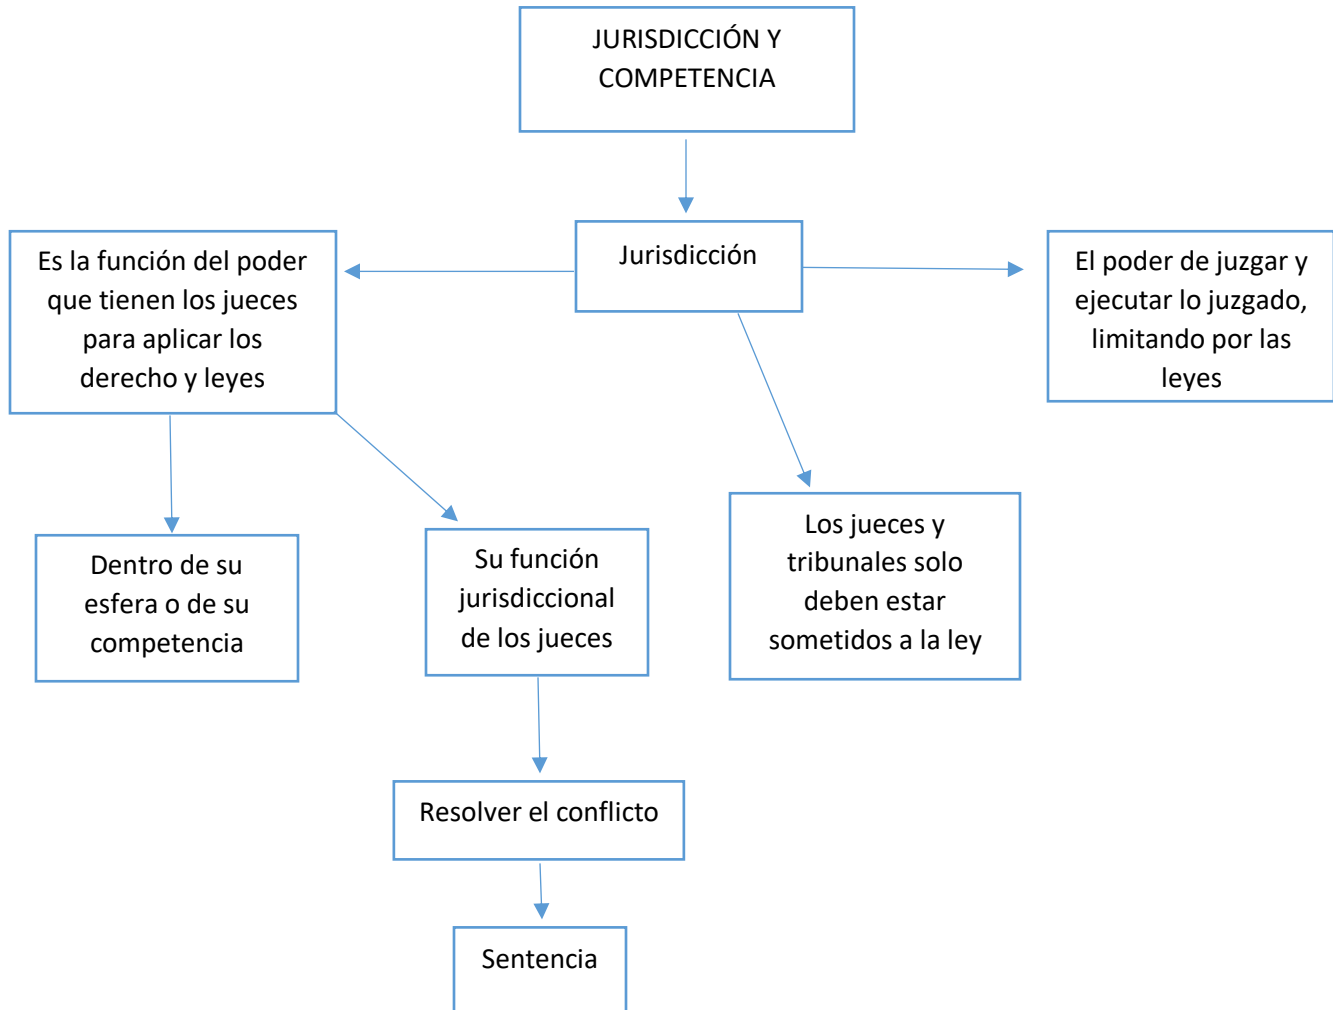 JURISDICCIÓN Y
COMPETENCIA
Jurisdicción
Es la función del poder
que tienen los jueces
para aplicar los
derecho y leyes
El poder de juzgar y
ejecutar lo juzgado,
limitando por las
leyes
Dentro de su
esfera o de su
competencia
Su función
jurisdiccional
de los jueces
Los jueces y
tribunales solo
deben estar
sometidos a la ley
Resolver el conflicto
Sentencia